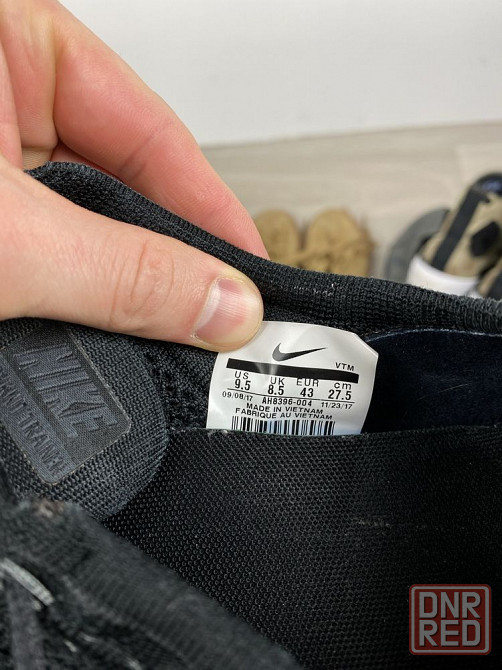 VTM
US UK EUR cm
9.5 8.5 43 27.5
09/08/17 AH8396-004 11/23/17
MADE IN VIETNAM
FABRIQUE AU VIETNAM
NIKE
DNR
RED